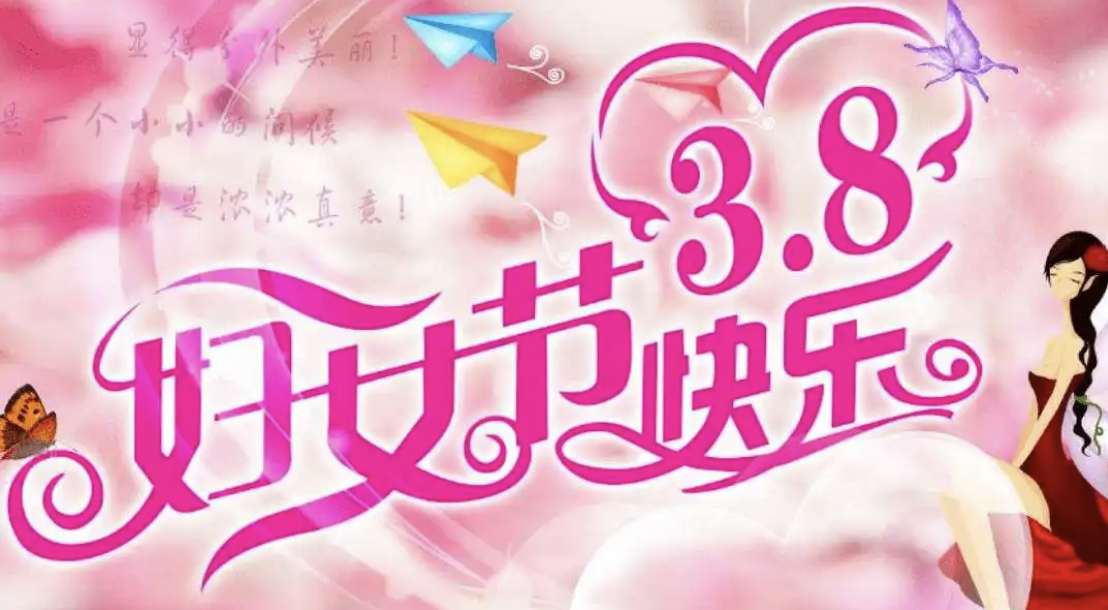 显得分外美丽！
是一个小小的问候
却是浓浓真意！
3.8
妇女节快乐